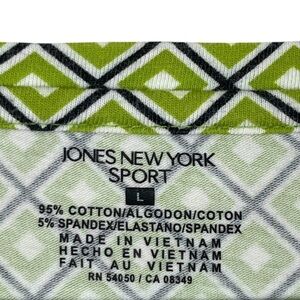 JONES NEW YORK
SPORT
L
95% COTTON/ALGODON/COTON
5% SPANDEX/ELASTANO/SPANDEX
MADE IN VIETNAM
HECHO EN VIETNAM
FAIT AU VIETNAM
RN 54050 / CA 08349